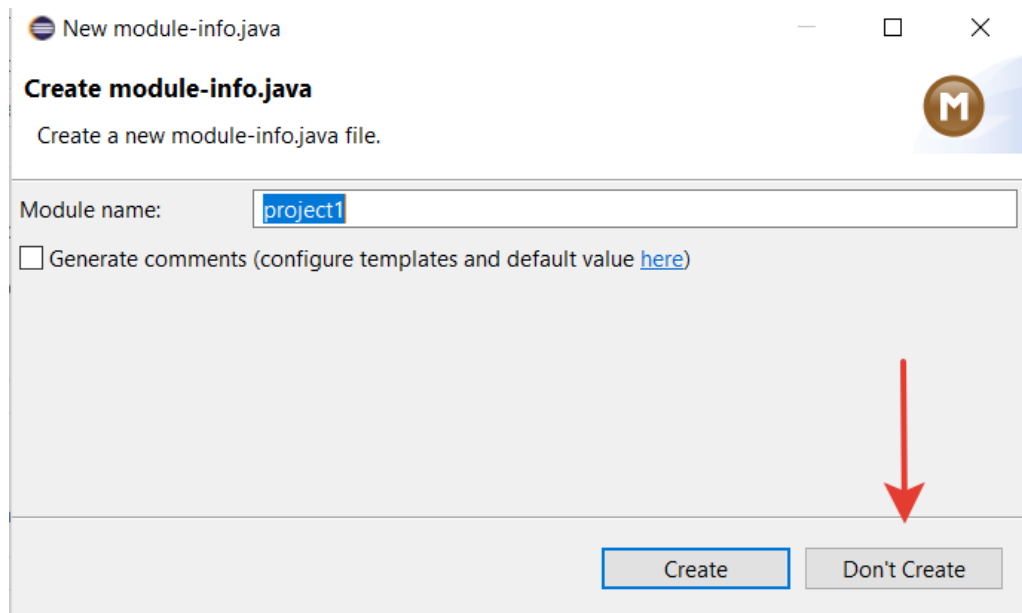 New module-info.java
Create module-info.java
Create a new module-info.java file.
M
Module name: project1
Generate comments (configure templates and default value here)
Create Don't Create